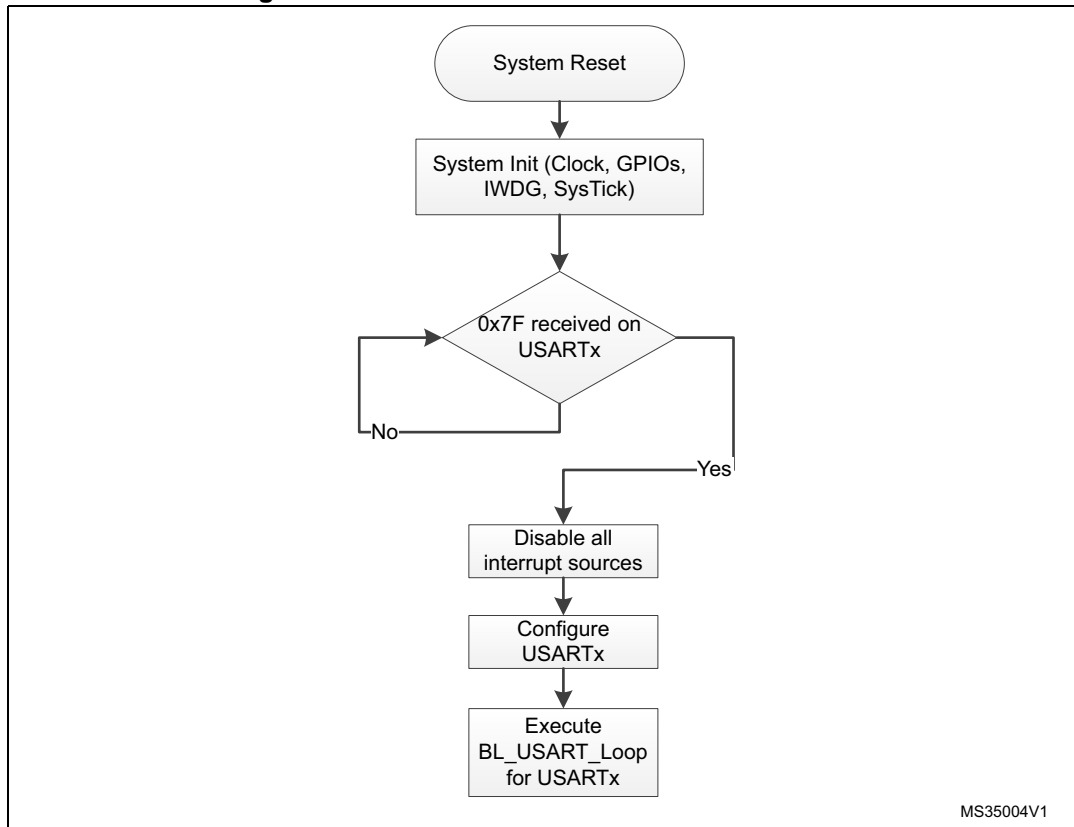 System Reset
System Init (Clock, GPIOs,
IWDG, SysTick)
0x7F received on
USARTx
No
Yes
Disable all
interrupt sources
Configure
USARTx
Execute
BL_USART_Loop
for USARTx
MS35004V1